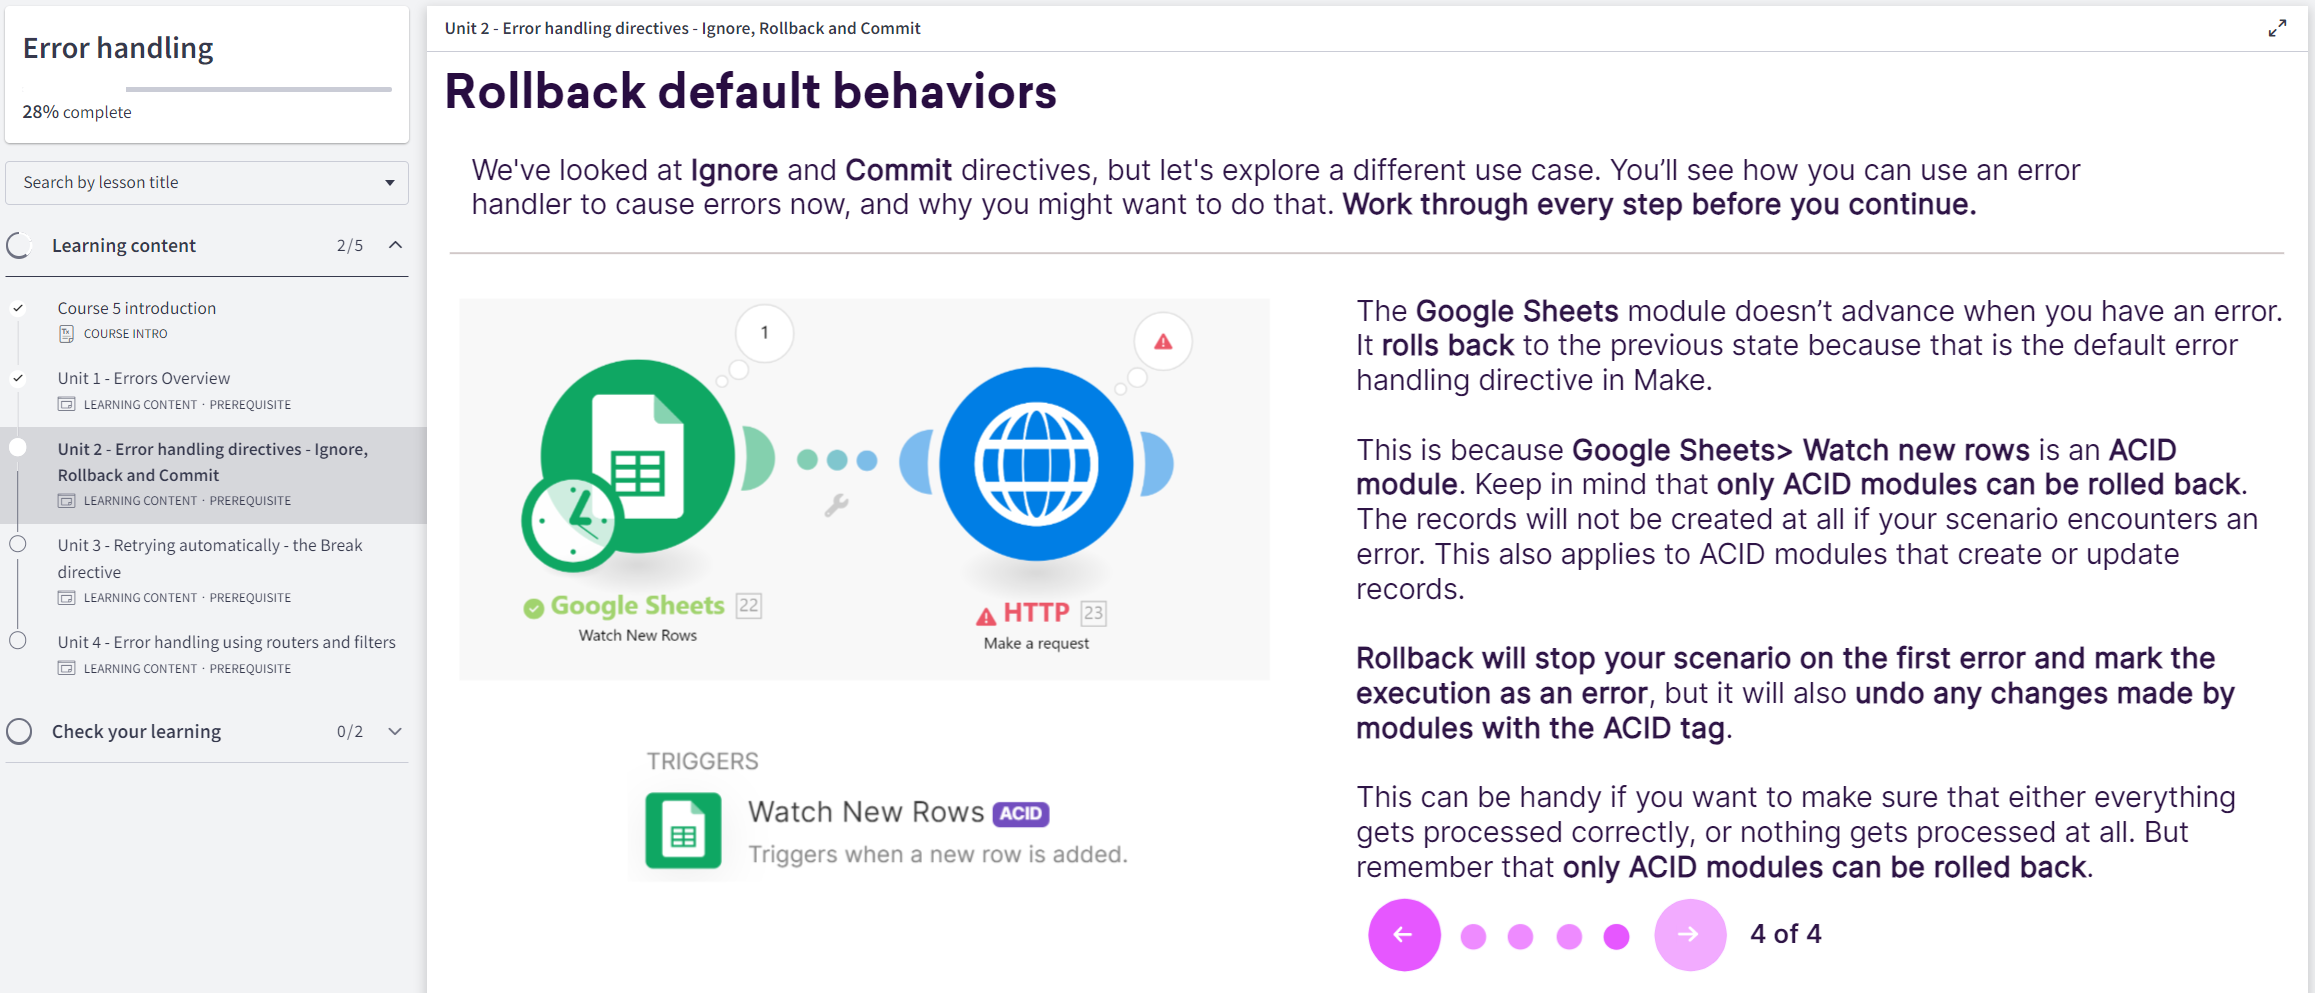 Error handling
28% complete
Search by lesson title
Learning content 2/5
Course 5 introduction
COURSE INTRO
Unit 1 - Errors Overview
LEARNING CONTENT · PREREQUISITE
Unit 2 - Error handling directives - Ignore,
Rollback and Commit
LEARNING CONTENT · PREREQUISITE
Unit 3 - Retrying automatically - the Break
directive
LEARNING CONTENT · PREREQUISITE
Unit 4 - Error handling using routers and filters
LEARNING CONTENT · PREREQUISITE
Check your learning 0/2
Unit 2 - Error handling directives - Ignore, Rollback and Commit
Rollback default behaviors
We've looked at Ignore and Commit directives, but let's explore a different use case. You’ll see how you can use an error
handler to cause errors now, and why you might want to do that. Work through every step before you continue.
1
Google Sheets 22
Watch New Rows
HTTP 23
Make a request
TRIGGERS
Watch New Rows ACID
Triggers when a new row is added.
The Google Sheets module doesn’t advance when you have an error.
It rolls back to the previous state because that is the default error
handling directive in Make.
This is because Google Sheets> Watch new rows is an ACID
module. Keep in mind that only ACID modules can be rolled back.
The records will not be created at all if your scenario encounters an
error. This also applies to ACID modules that create or update
records.
Rollback will stop your scenario on the first error and mark the
execution as an error, but it will also undo any changes made by
modules with the ACID tag.
This can be handy if you want to make sure that either everything
gets processed correctly, or nothing gets processed at all. But
remember that only ACID modules can be rolled back.
4 of 4